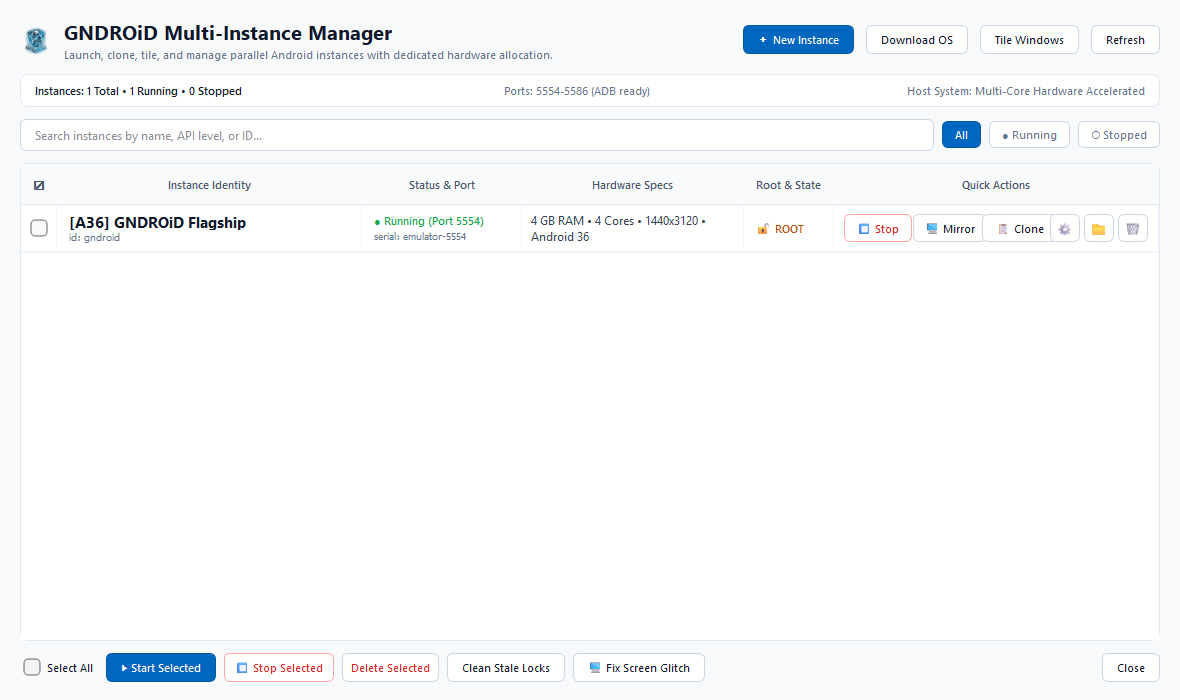 GNDROiD Multi-Instance Manager
Launch, clone, tile, and manage parallel Android instances with dedicated hardware allocation.
+ New Instance
Download OS
Tile Windows
Refresh
Instances: 1 Total • 1 Running • 0 Stopped
Ports: 5554-5586 (ADB ready)
Host System: Multi-Core Hardware Accelerated
Search instances by name, API level, or ID...
All
● Running
○ Stopped
Instance Identity
Status & Port
Hardware Specs
Root & State
Quick Actions
[A36] GNDROiD Flagship
id: gndroid
● Running (Port 5554)
serial: emulator-5554
4 GB RAM • 4 Cores • 1440x3120 •
Android 36
ROOT
Stop
Mirror
Clone
Select All
Start Selected
Stop Selected
Delete Selected
Clean Stale Locks
Fix Screen Glitch
Close